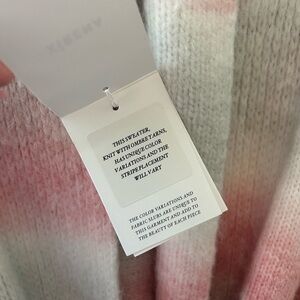 XÍRENA
THIS SWEATER,
KNIT WITH OMBRE YARNS,
HAS UNIQUE COLOR
VARIATIONS AND THE
STRIPE PLACEMENT
WILL VARY
THE COLOR VARIATIONS AND
FABRIC SLUBS ARE UNIQUE TO
THIS GARMENT AND ADD TO
THE BEAUTY OF EACH PIECE